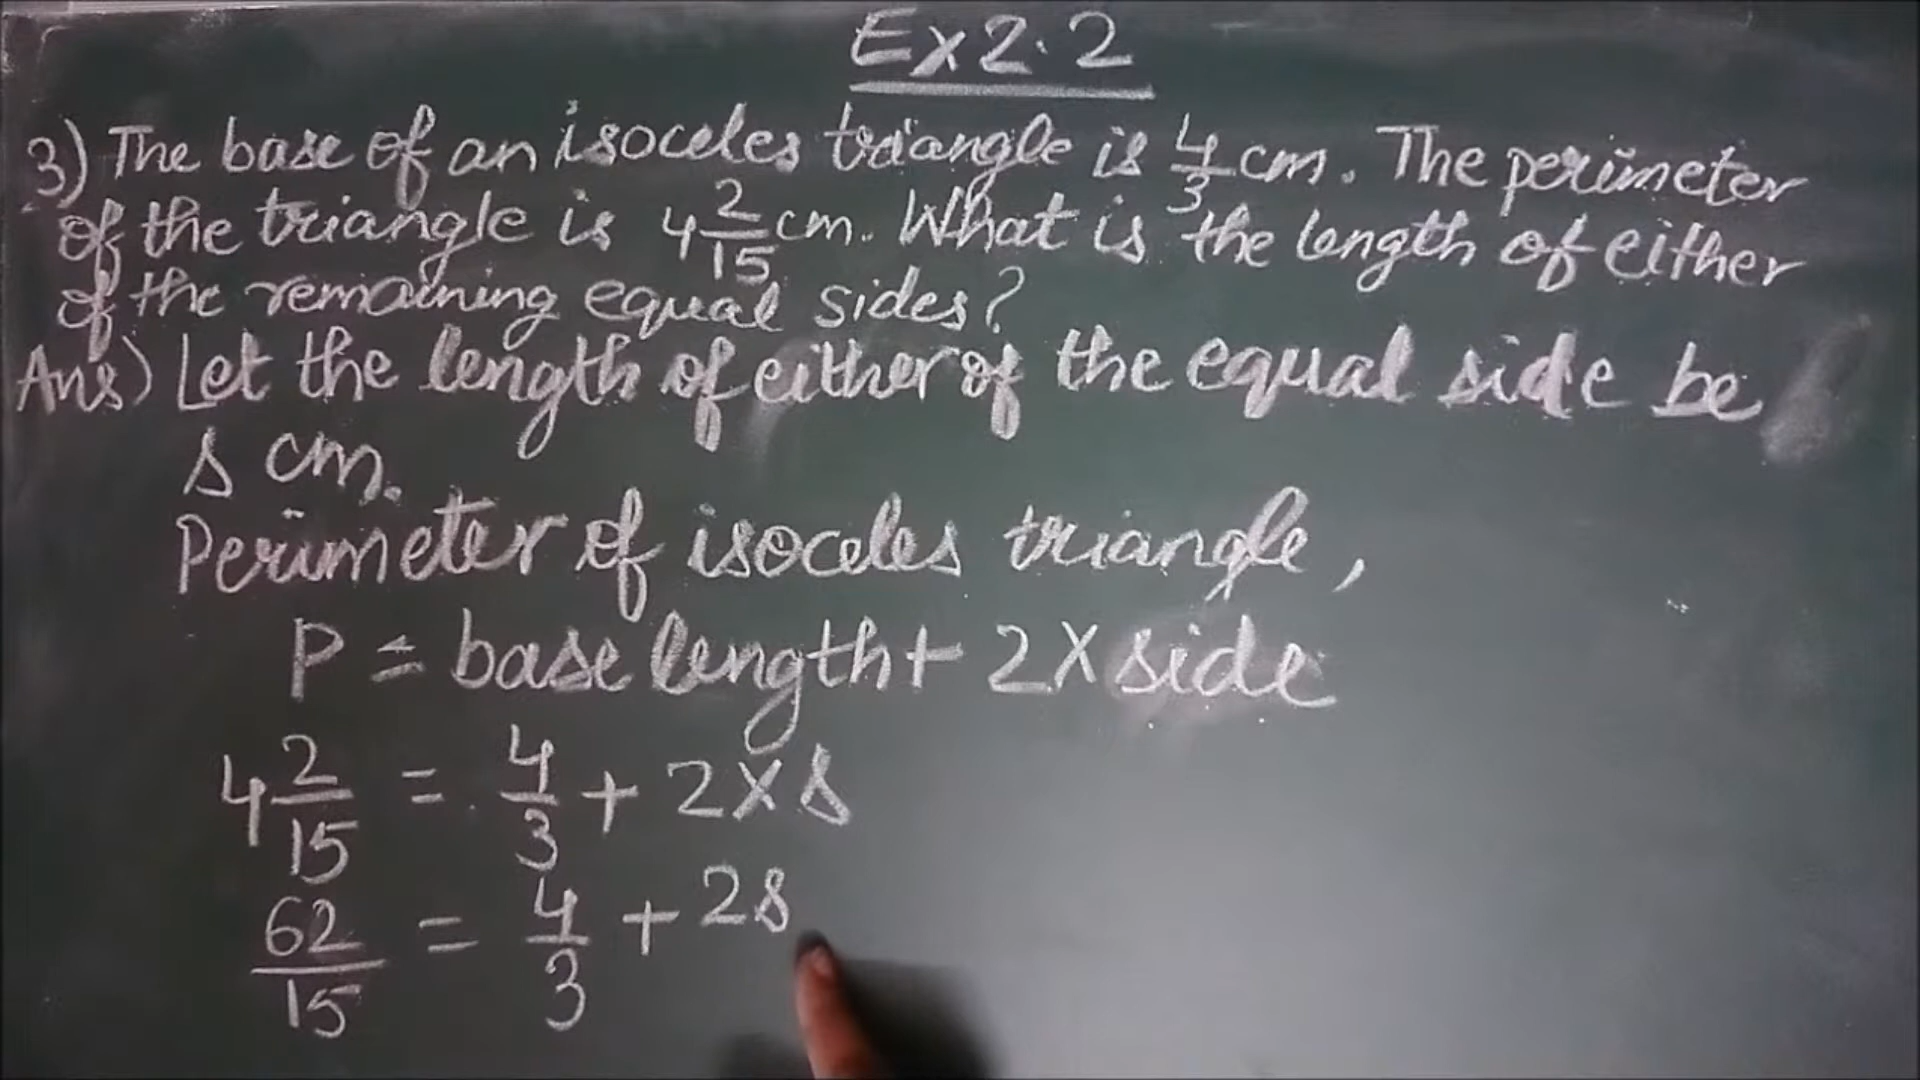 Ex 2.2
3) The base of an isoceles triangle is 4/3 cm. The perimeter
of the triangle is 4 2/15 cm. What is the length of either
of the remaining equal sides?
Ans) Let the length of either of the equal side be
s cm.
Perimeter of isoceles triangle,
P = base length + 2 X side
4 2/15 = 4/3 + 2 X s
62/15 = 4/3 + 2s